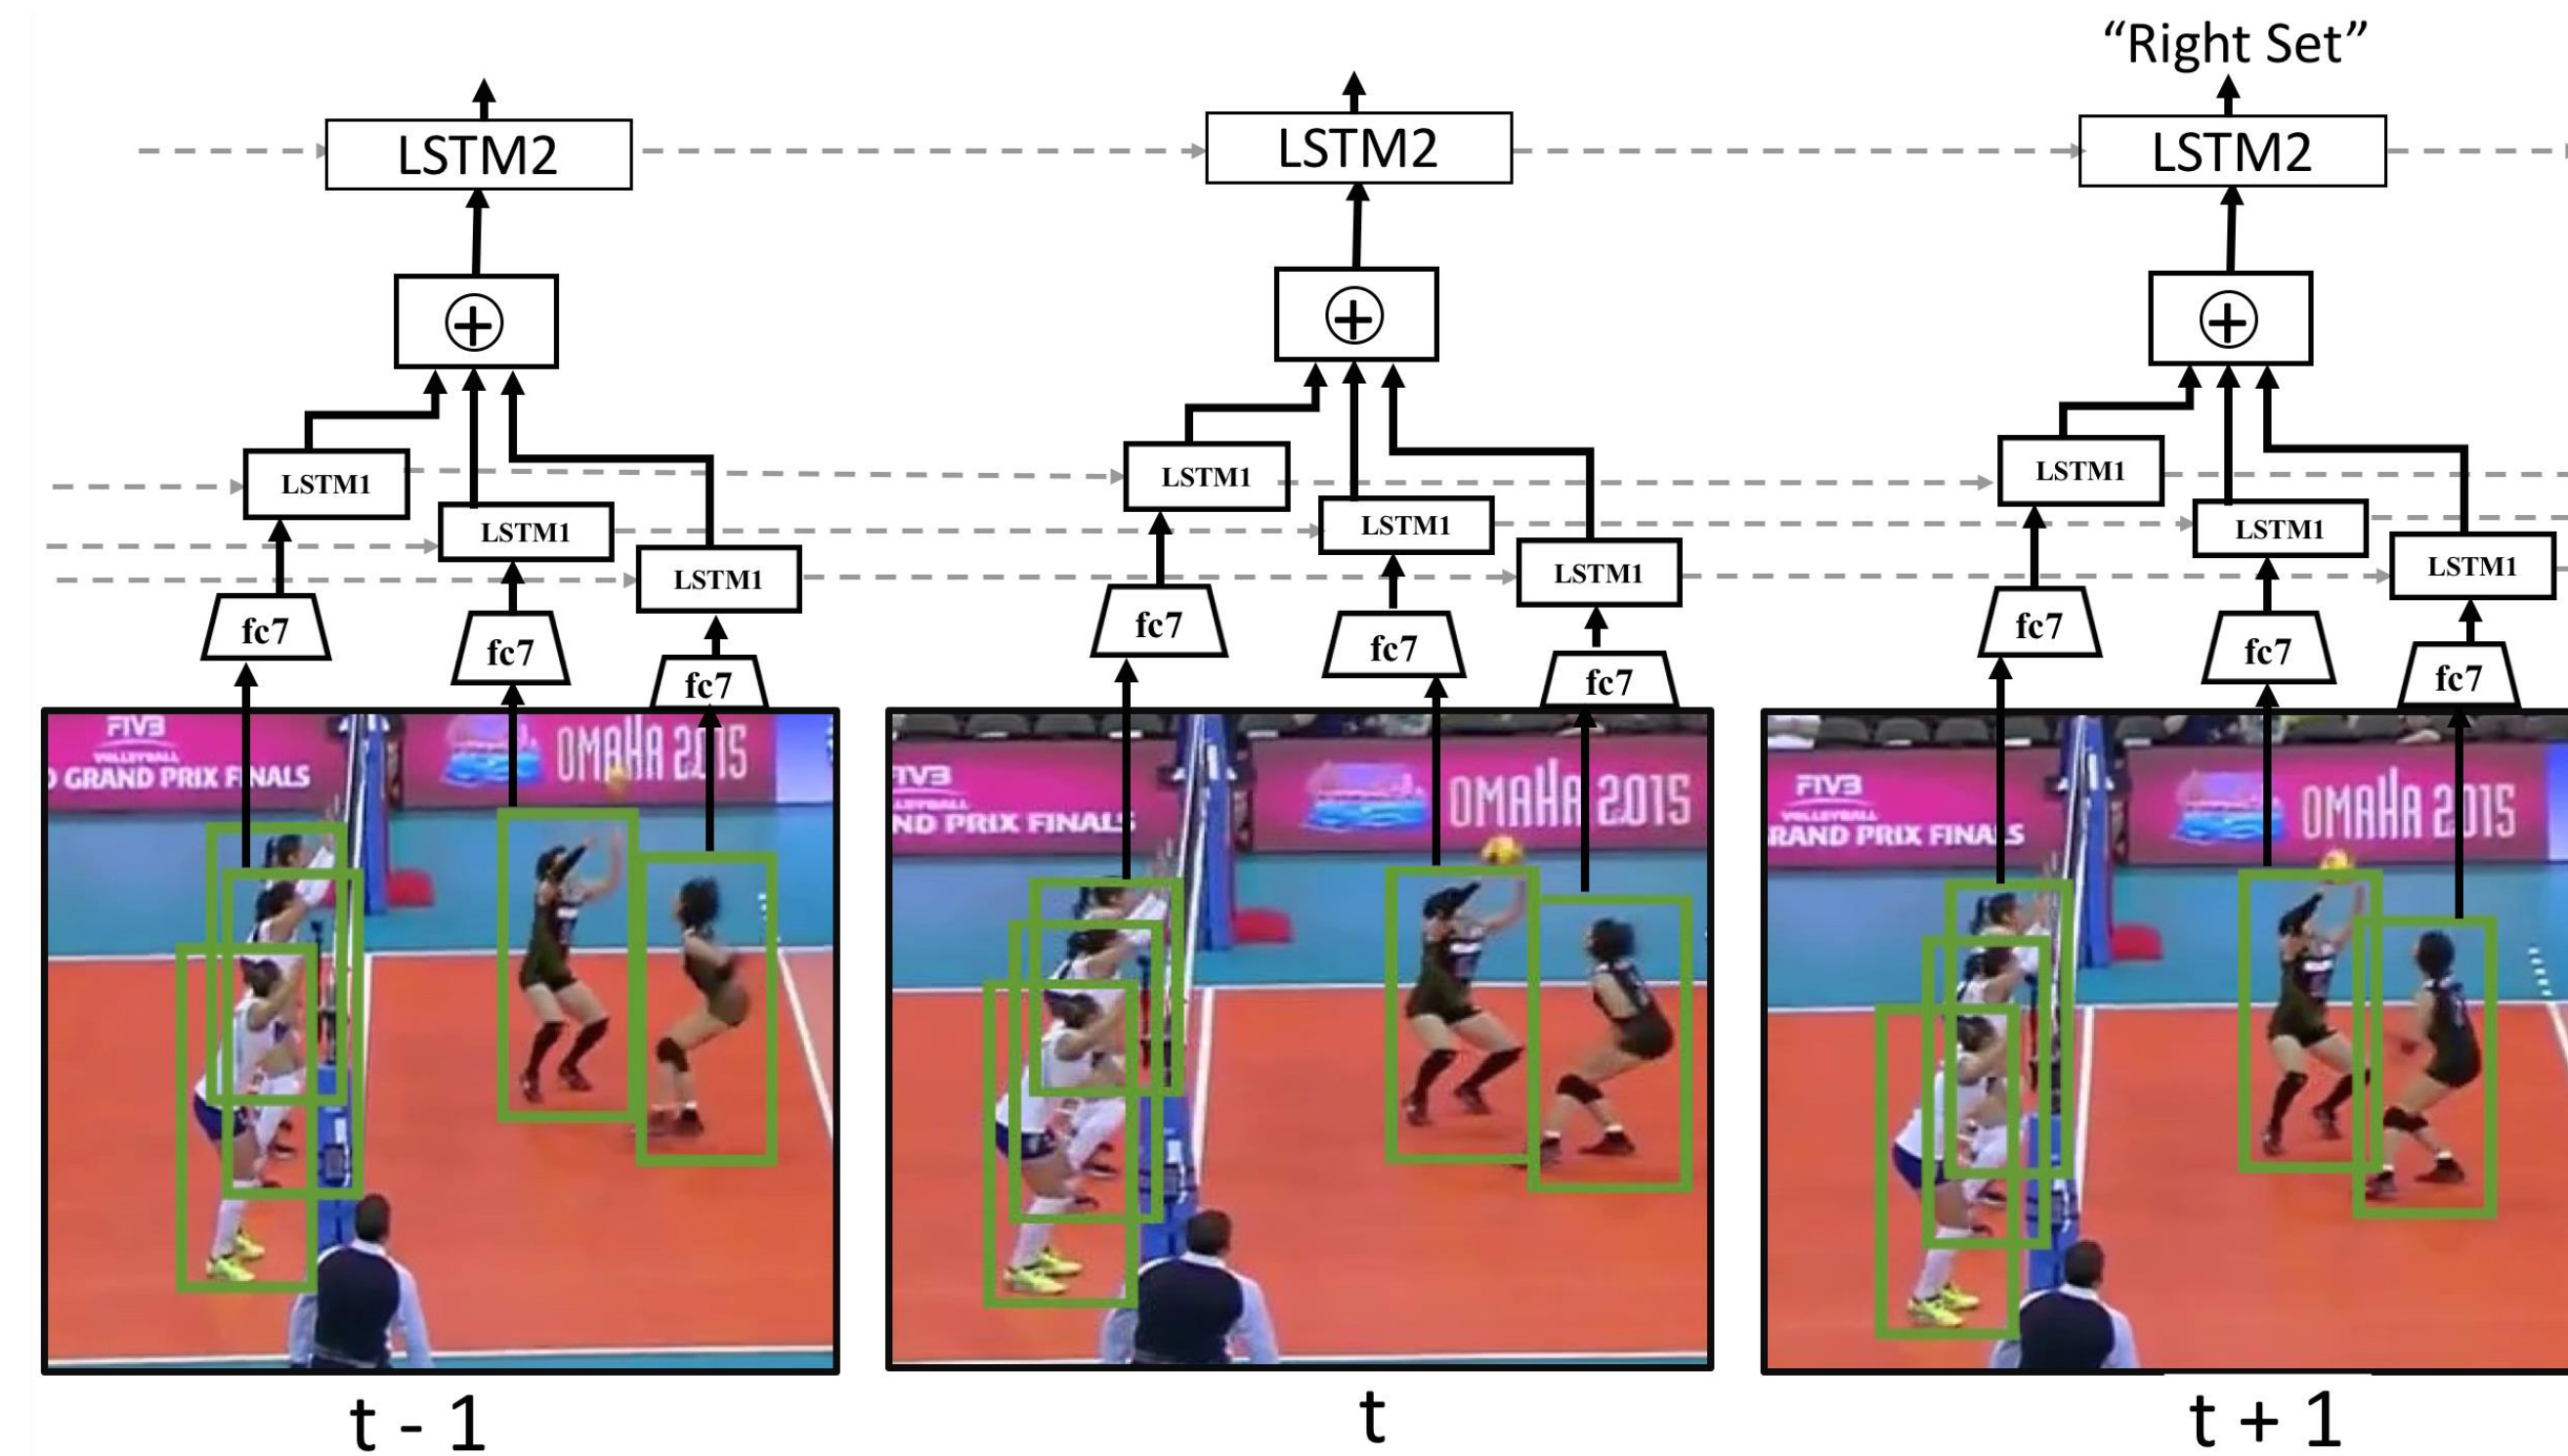 “Right Set”
LSTM2
LSTM2
LSTM2
+
+
+
LSTM1
LSTM1
LSTM1
LSTM1
LSTM1
LSTM1
LSTM1
LSTM1
LSTM1
fc7
fc7
fc7
fc7
fc7
fc7
fc7
fc7
fc7
FIVB
VOLLEYBALL
GRAND PRIX FINALS
OMAHA 2015
FIVB
ND PRIX FINALS
OMAHA 2015
FIVB
VOLLEYBALL
RAND PRIX FINALS
OMAHA 2015
t - 1
t
t + 1